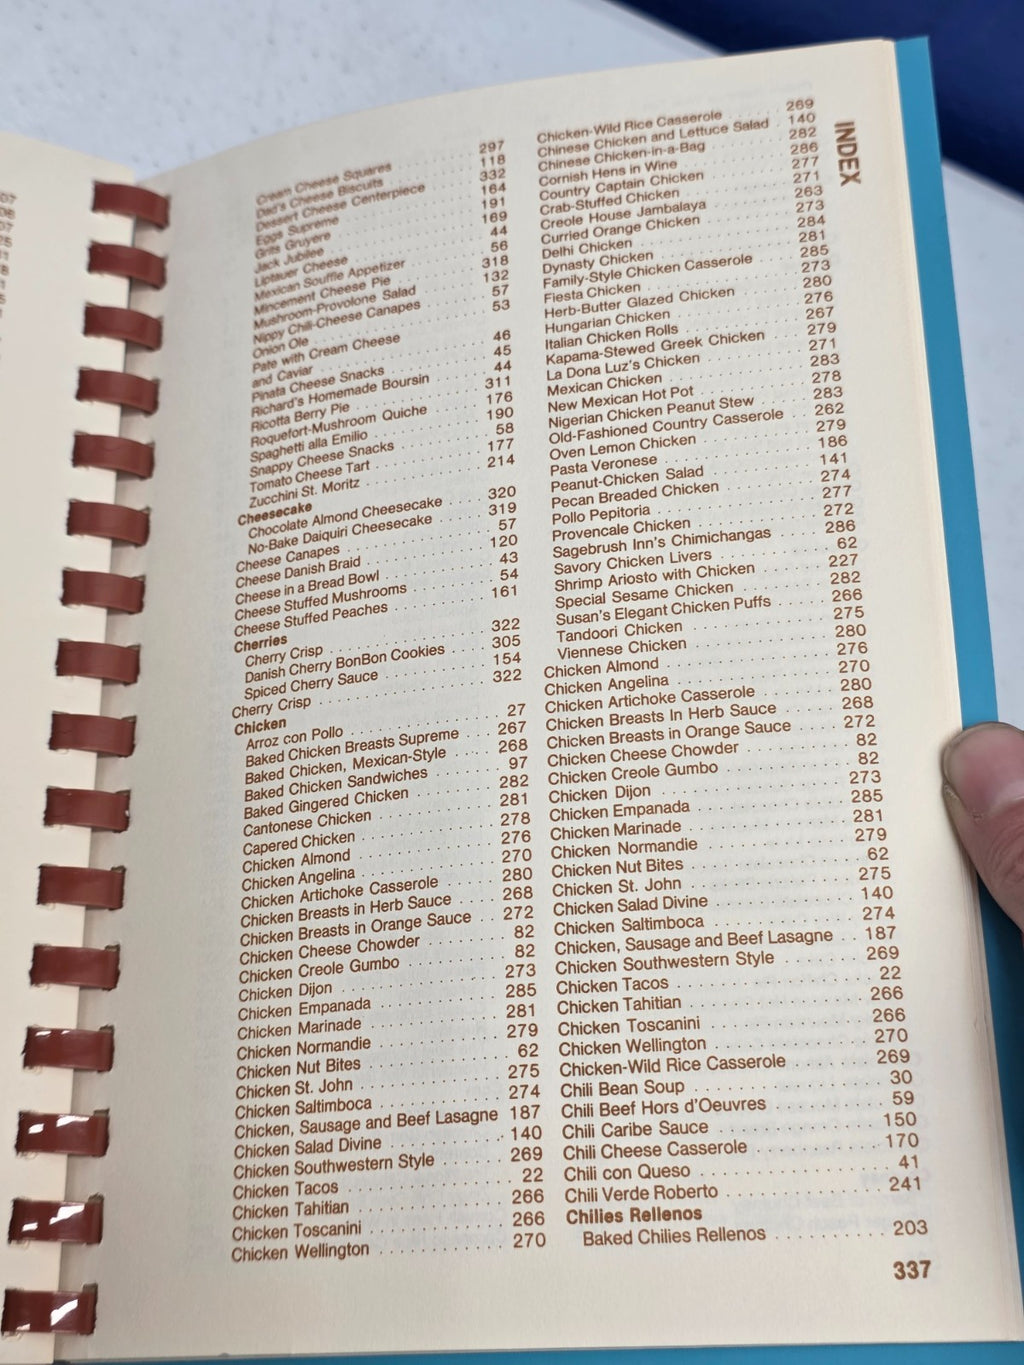 Cream Cheese Squares . . . . 297
Dad's Cheese Biscuits . . . . 118
Dessert Cheese Centerpiece . . . . 332
Eggs Supreme . . . . 164
Grits Gruyere . . . . 191
Jack Jubilee . . . . 169
Liptauer Cheese . . . . 44
Mexican Souffle Appetizer . . . . 56
Mincement Cheese Pie . . . . 318
Mushroom-Provolone Salad . . . . 132
Nippy Chili-Cheese Canapes . . . . 57
Onion Ole . . . . 53
Pate with Cream Cheese
and Caviar . . . . 46
Pinata Cheese Snacks . . . . 45
Richard's Homemade Boursin . . . . 44
Ricotta Berry Pie . . . . 311
Roquefort-Mushroom Quiche . . . . 176
Spaghetti alla Emilio . . . . 190
Snappy Cheese Snacks . . . . 58
Tomato Cheese Tart . . . . 177
Zucchini St. Moritz . . . . 214
Cheesecake
Chocolate Almond Cheesecake . . . . 320
No-Bake Daiquiri Cheesecake . . . . 319
Cheese Canapes . . . . 57
Cheese Danish Braid . . . . 120
Cheese in a Bread Bowl . . . . 43
Cheese Stuffed Mushrooms . . . . 54
Cheese Stuffed Peaches . . . . 161
Cherries
Cherry Crisp . . . . 322
Danish Cherry BonBon Cookies . . . . 305
Spiced Cherry Sauce . . . . 154
Cherry Crisp . . . . 322
Chicken
Arroz con Pollo . . . . 27
Baked Chicken Breasts Supreme . . . . 267
Baked Chicken, Mexican-Style . . . . 268
Baked Chicken Sandwiches . . . . 97
Baked Gingered Chicken . . . . 282
Cantonese Chicken . . . . 281
Capered Chicken . . . . 278
Chicken Almond . . . . 276
Chicken Angelina . . . . 270
Chicken Artichoke Casserole . . . . 280
Chicken Breasts in Herb Sauce . . . . 268
Chicken Breasts in Orange Sauce . . 272
Chicken Cheese Chowder . . . . 82
Chicken Creole Gumbo . . . . 82
Chicken Dijon . . . . 273
Chicken Empanada . . . . 285
Chicken Marinade . . . . 281
Chicken Normandie . . . . 279
Chicken Nut Bites . . . . 62
Chicken St. John . . . . 275
Chicken Saltimboca . . . . 274
Chicken, Sausage and Beef Lasagne 187
Chicken Salad Divine . . . . 140
Chicken Southwestern Style . . . . 269
Chicken Tacos . . . . 22
Chicken Tahitian . . . . 266
Chicken Toscanini . . . . 266
Chicken Wellington . . . . 270
Chicken-Wild Rice Casserole . . . . 269
Chinese Chicken and Lettuce Salad . 140
Chinese Chicken-in-a-Bag . . . . 282
Cornish Hens in Wine . . . . 286
Country Captain Chicken . . . . 277
Crab-Stuffed Chicken . . . . 271
Creole House Jambalaya . . . . 263
Curried Orange Chicken . . . . 273
Delhi Chicken . . . . 284
Dynasty Chicken . . . . 281
Family-Style Chicken Casserole . . . . 285
Fiesta Chicken . . . . 273
Herb-Butter Glazed Chicken . . . . 280
Hungarian Chicken . . . . 276
Italian Chicken Rolls . . . . 267
Kapama-Stewed Greek Chicken . . . . 279
La Dona Luz's Chicken . . . . 271
Mexican Chicken . . . . 283
New Mexican Hot Pot . . . . 278
Nigerian Chicken Peanut Stew . . . . 283
Old-Fashioned Country Casserole . . . . 262
Oven Lemon Chicken . . . . 279
Pasta Veronese . . . . 186
Peanut-Chicken Salad . . . . 141
Pecan Breaded Chicken . . . . 274
Pollo Pepitoria . . . . 277
Provencale Chicken . . . . 272
Sagebrush Inn's Chimichangas . . . . 286
Savory Chicken Livers . . . . 62
Shrimp Ariosto with Chicken . . . . 227
Special Sesame Chicken . . . . 282
Susan's Elegant Chicken Puffs . . . . 266
Tandoori Chicken . . . . 275
Viennese Chicken . . . . 280
Chicken Almond . . . . 276
Chicken Angelina . . . . 270
Chicken Artichoke Casserole . . . . 280
Chicken Breasts In Herb Sauce . . . . 268
Chicken Breasts in Orange Sauce . . . . 272
Chicken Cheese Chowder . . . . 82
Chicken Creole Gumbo . . . . 82
Chicken Dijon . . . . 273
Chicken Empanada . . . . 285
Chicken Marinade . . . . 281
Chicken Normandie . . . . 279
Chicken Nut Bites . . . . 62
Chicken St. John . . . . 275
Chicken Salad Divine . . . . 140
Chicken Saltimboca . . . . 274
Chicken, Sausage and Beef Lasagne . . 187
Chicken Southwestern Style . . . . 269
Chicken Tacos . . . . 22
Chicken Tahitian . . . . 266
Chicken Toscanini . . . . 266
Chicken Wellington . . . . 270
Chicken-Wild Rice Casserole . . . . 269
Chili Bean Soup . . . . 30
Chili Beef Hors d'Oeuvres . . . . 59
Chili Caribe Sauce . . . . 150
Chili Cheese Casserole . . . . 170
Chili con Queso . . . . 41
Chili Verde Roberto . . . . 241
Chilies Rellenos
Baked Chilies Rellenos . . . . 203
INDEX
337